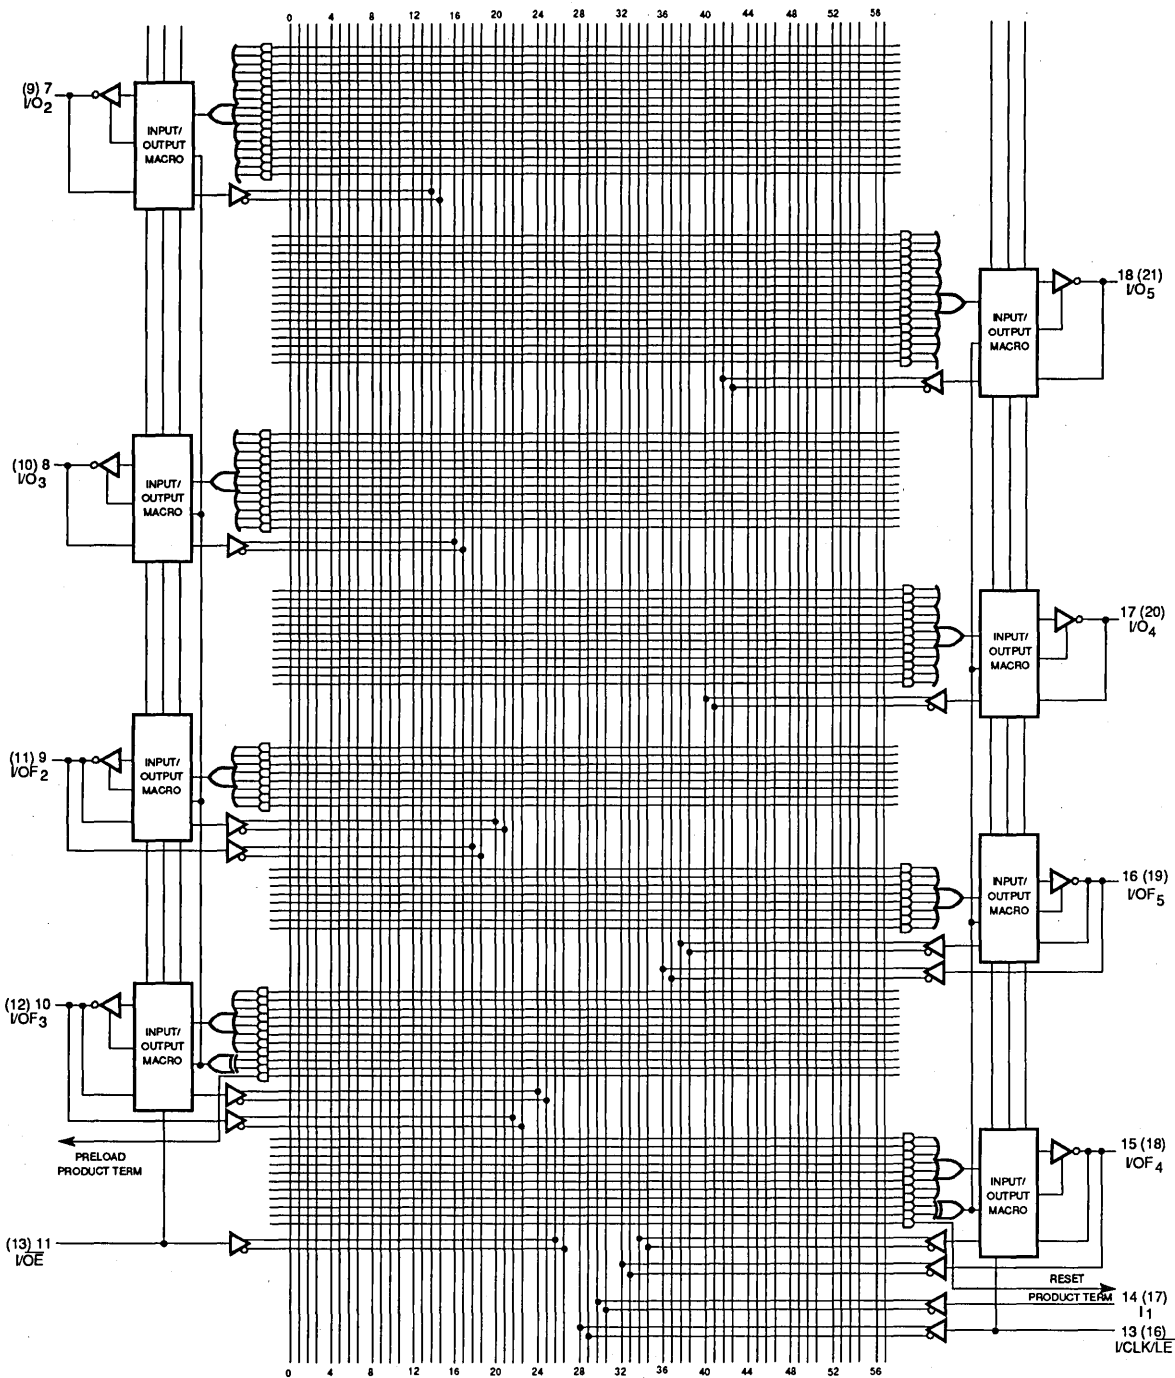 0 4 8 12 16 20 24 28 32 36 40 44 48 52 56
(9) 7
I/O2
INPUT/
OUTPUT
MACRO
18 (21)
I/O5
INPUT/
OUTPUT
MACRO
(10) 8
I/O3
INPUT/
OUTPUT
MACRO
17 (20)
I/O4
INPUT/
OUTPUT
MACRO
(11) 9
I/OF2
INPUT/
OUTPUT
MACRO
16 (19)
I/OF5
INPUT/
OUTPUT
MACRO
(12) 10
I/OF3
INPUT/
OUTPUT
MACRO
PRELOAD
PRODUCT TERM
15 (18)
I/OF4
INPUT/
OUTPUT
MACRO
(13) 11
I/O̅E̅
RESET
PRODUCT TERM
14 (17)
I1
13 (16)
I/CLK/L̅E̅
0 4 8 12 16 20 24 28 32 36 40 44 48 52 56